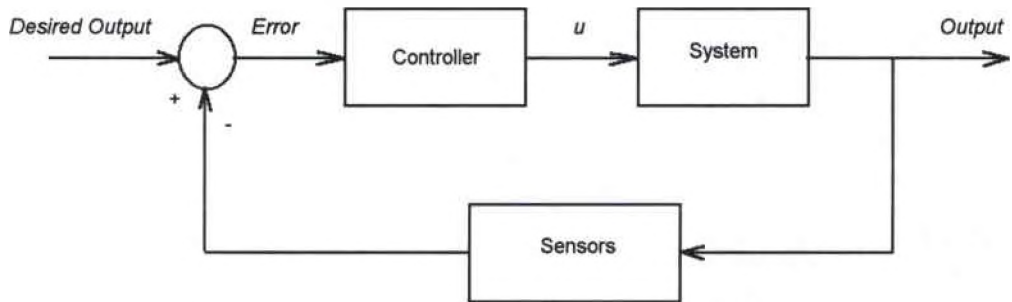 Desired Output
Error
Controller
u
System
Output
+
-
Sensors